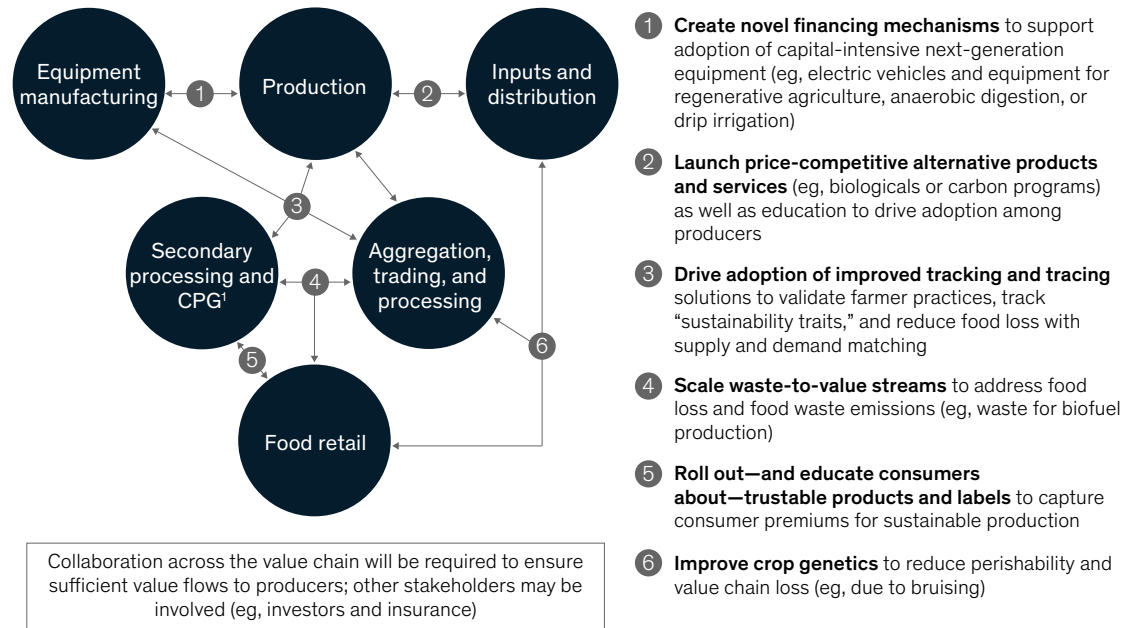 Equipment
manufacturing
1
Production
2
Inputs and
distribution
3
Secondary
processing and
CPG¹
4
Aggregation,
trading, and
processing
5
6
Food retail
Collaboration across the value chain will be required to ensure
sufficient value flows to producers; other stakeholders may be
involved (eg, investors and insurance)
1 Create novel financing mechanisms to support
adoption of capital-intensive next-generation
equipment (eg, electric vehicles and equipment for
regenerative agriculture, anaerobic digestion, or
drip irrigation)
2 Launch price-competitive alternative products
and services (eg, biologicals or carbon programs)
as well as education to drive adoption among
producers
3 Drive adoption of improved tracking and tracing
solutions to validate farmer practices, track
“sustainability traits,” and reduce food loss with
supply and demand matching
4 Scale waste-to-value streams to address food
loss and food waste emissions (eg, waste for biofuel
production)
5 Roll out—and educate consumers
about—trustable products and labels to capture
consumer premiums for sustainable production
6 Improve crop genetics to reduce perishability and
value chain loss (eg, due to bruising)